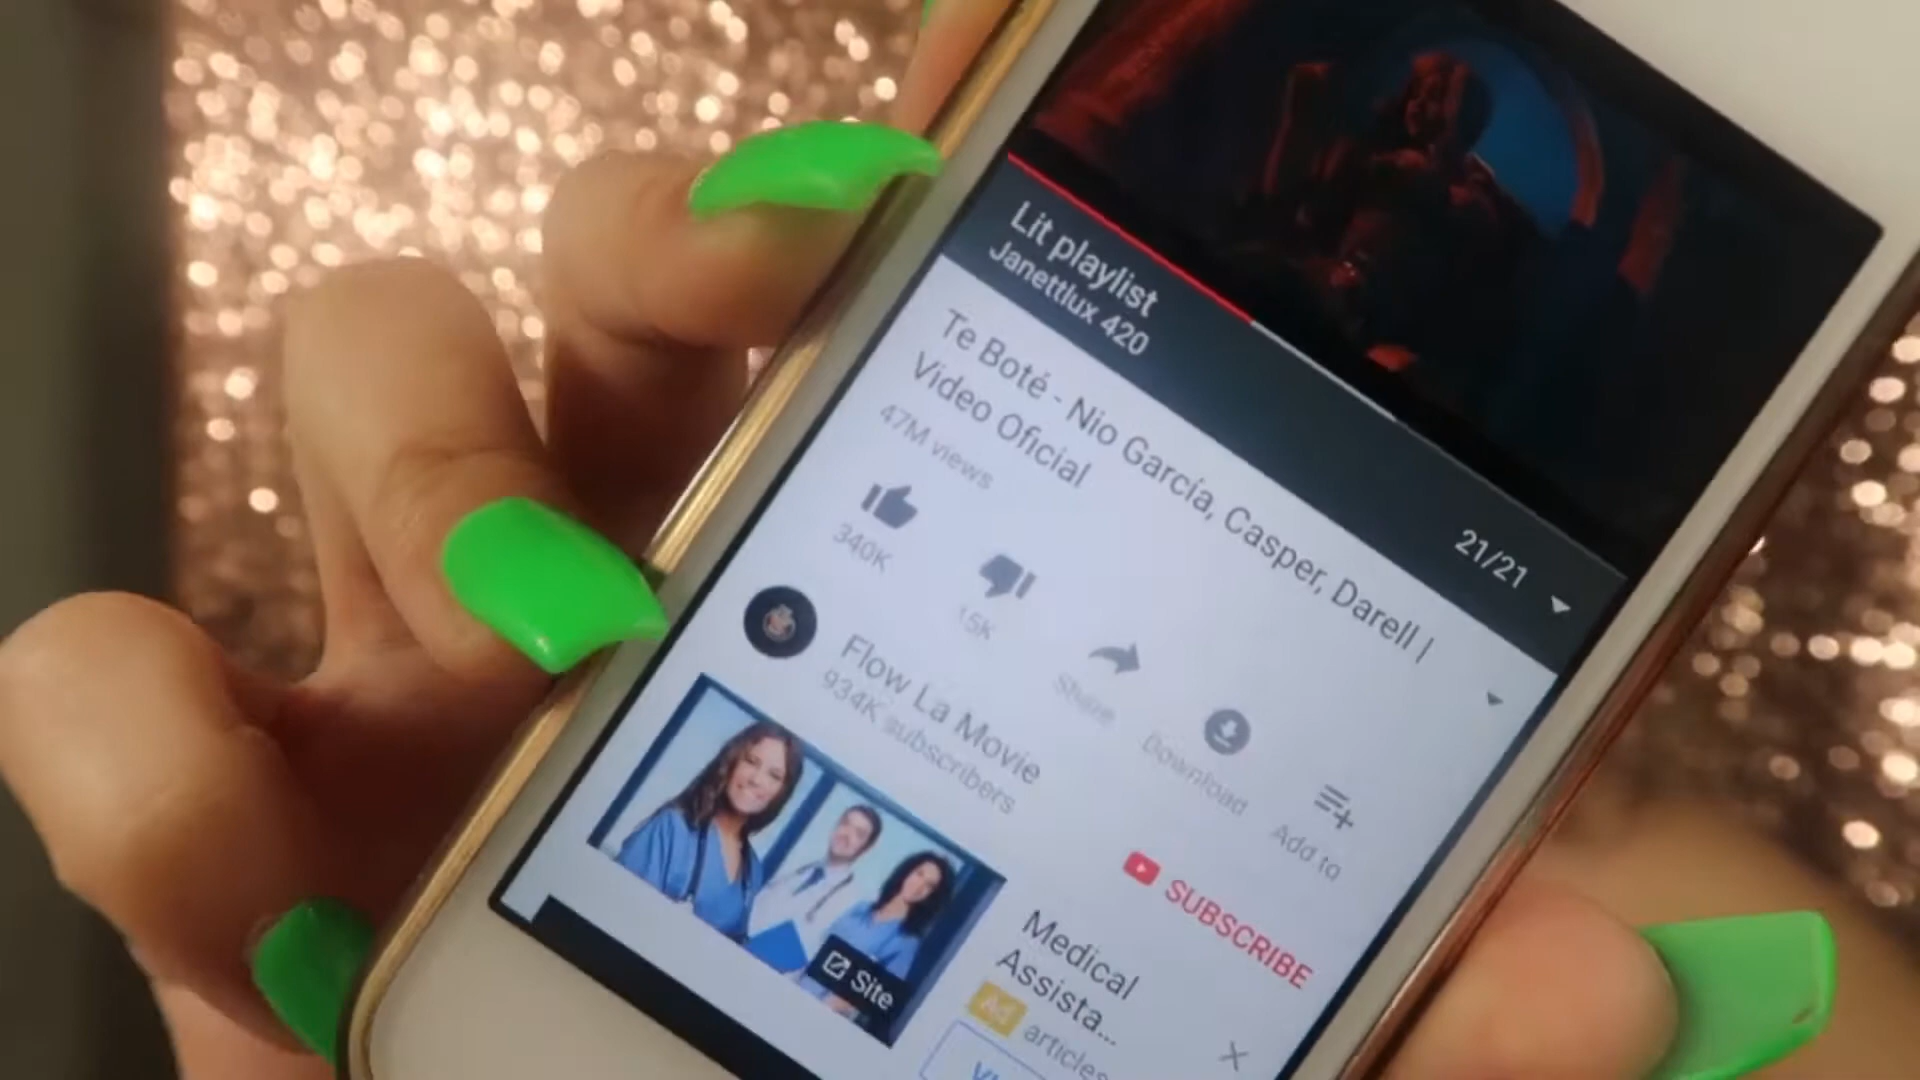 Lit playlist
Janettlux 420
21/21
Te Boté - Nio García, Casper, Darell |
Video Oficial
47M views
340K
15K
Share
Download
Add to
Flow La Movie
934K subscribers
SUBSCRIBE
Site
Medical
Assista...
Ad articles